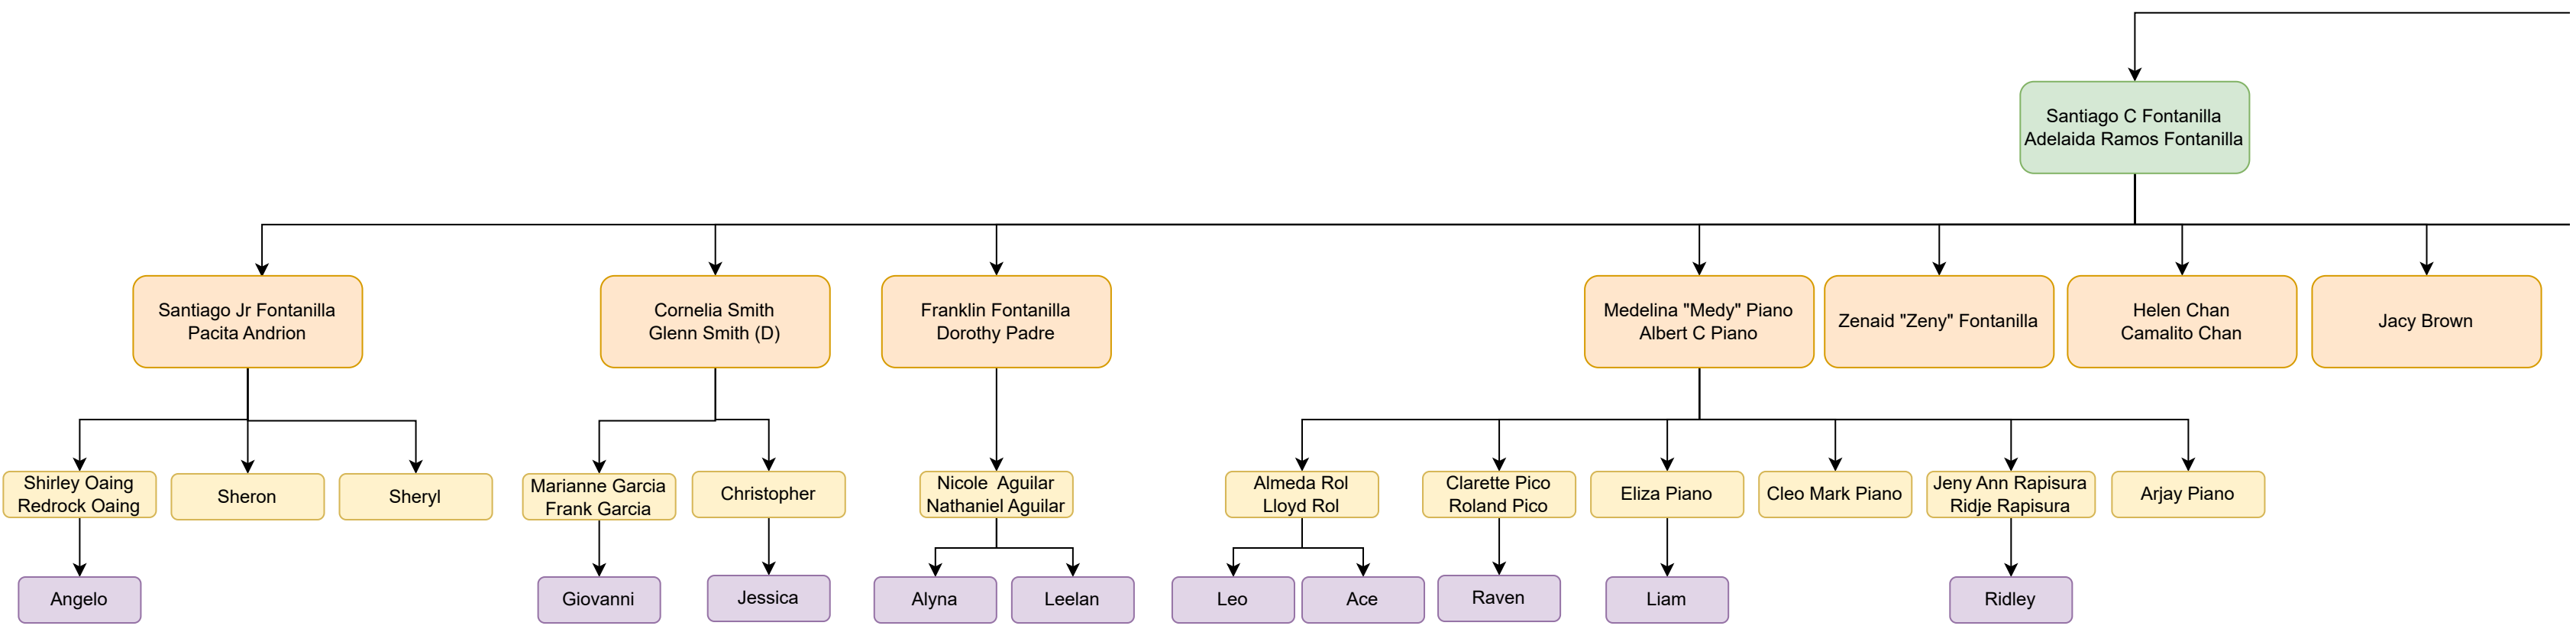 Santiago C Fontanilla
Adelaida Ramos Fontanilla
Santiago Jr Fontanilla
Pacita Andrion
Cornelia Smith
Glenn Smith (D)
Franklin Fontanilla
Dorothy Padre
Medelina "Medy" Piano
Albert C Piano
Zenaid "Zeny" Fontanilla
Helen Chan
Camalito Chan
Jacy Brown
Shirley Oaing
Redrock Oaing
Sheron
Sheryl
Marianne Garcia
Frank Garcia
Christopher
Nicole Aguilar
Nathaniel Aguilar
Almeda Rol
Lloyd Rol
Clarette Pico
Roland Pico
Eliza Piano
Cleo Mark Piano
Jeny Ann Rapisura
Ridje Rapisura
Arjay Piano
Angelo
Giovanni
Jessica
Alyna
Leelan
Leo
Ace
Raven
Liam
Ridley